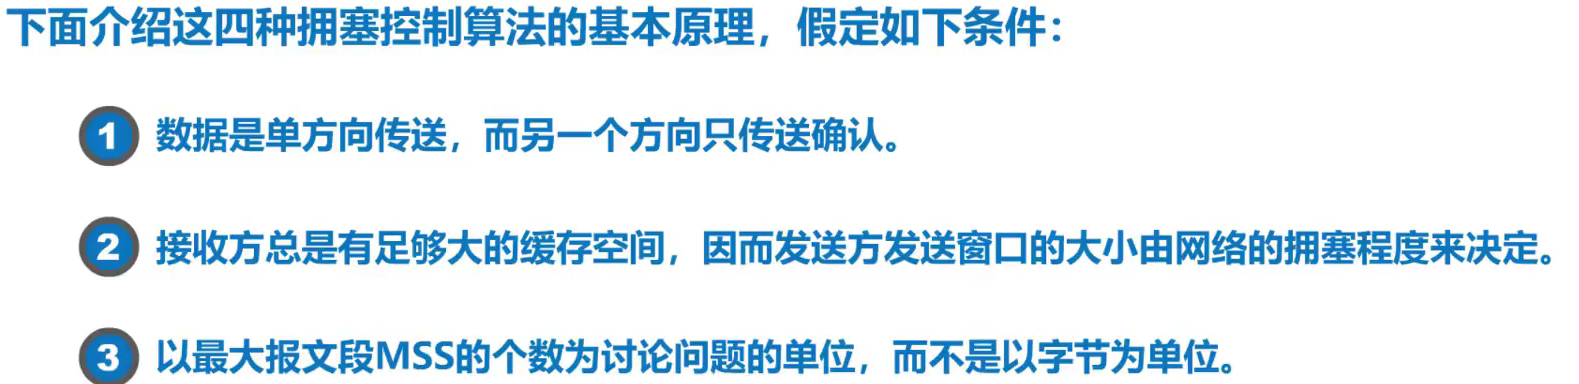 下面介绍这四种拥塞控制算法的基本原理，假定如下条件：
1 数据是单方向传送，而另一个方向只传送确认。
2 接收方总是有足够大的缓存空间，因而发送方发送窗口的大小由网络的拥塞程度来决定。
3 以最大报文段MSS的个数为讨论问题的单位，而不是以字节为单位。